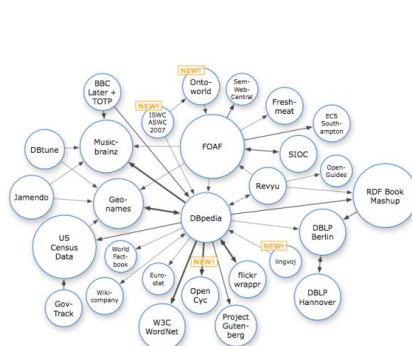 NEW!
BBC
Later +
TOTP
Onto-
world
Sem-
Web-
Central
NEW!
ISWC
ASWC
2007
Fresh-
meat
ECS
South-
ampton
DBtune
Music-
brainz
FOAF
SIOC
Open-
Guides
Jamendo
Geo-
names
Revyu
RDF Book
Mashup
DBpedia
US
Census
Data
World
Fact-
book
DBLP
Berlin
NEW!
lingvoj
NEW!
Euro-
stat
Open
Cyc
flickr
wrappr
Wiki-
company
DBLP
Hannover
Gov-
Track
W3C
WordNet
Project
Guten-
berg